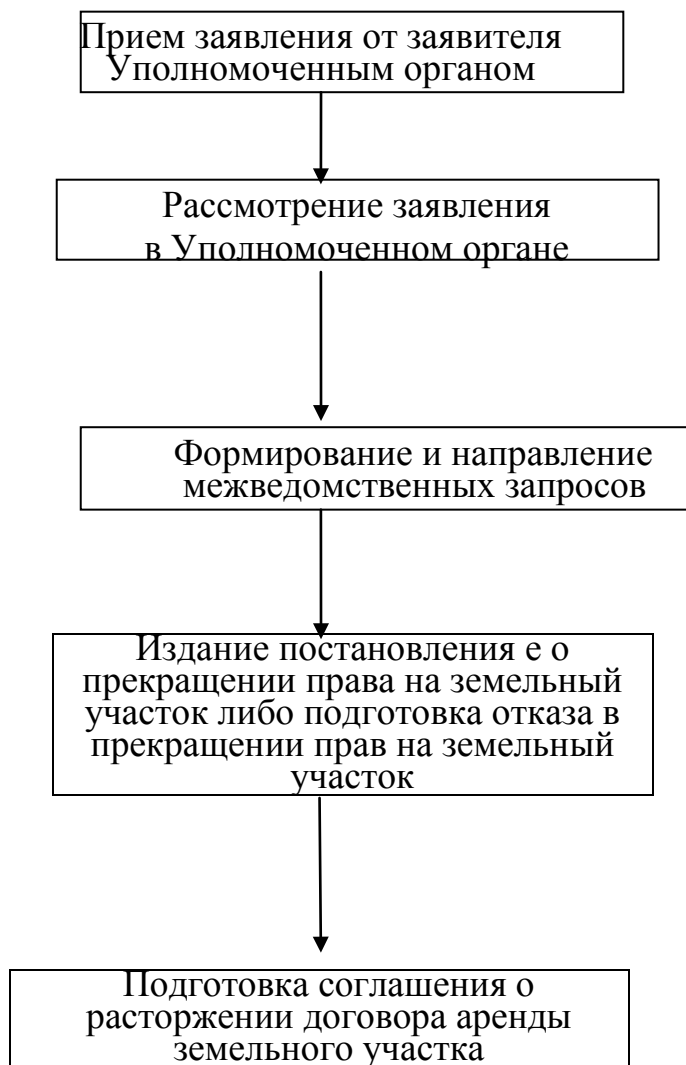 Прием заявления от заявителя
Уполномоченным органом
Рассмотрение заявления
в Уполномоченном органе
Формирование и направление
межведомственных запросов
Издание постановления е о
прекращении права на земельный
участок либо подготовка отказа в
прекращении прав на земельный
участок
Подготовка соглашения о
расторжении договора аренды
земельного участка